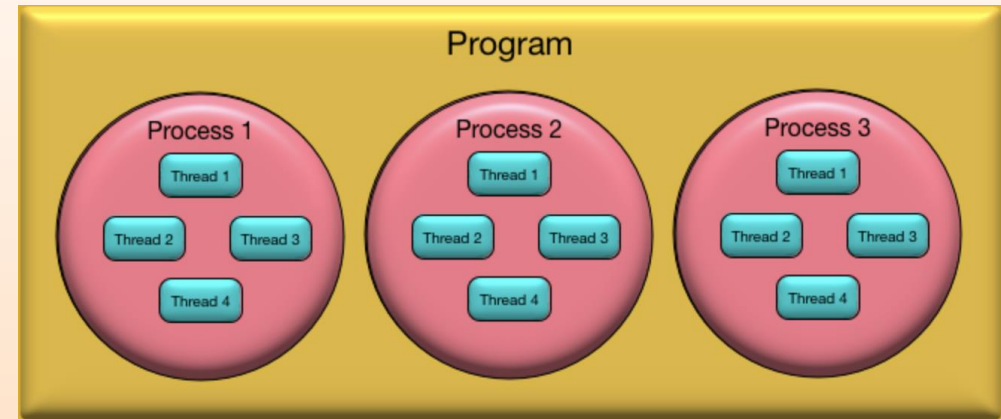 Program
Process 1
Thread 1
Thread 2
Thread 3
Thread 4
Process 2
Thread 1
Thread 2
Thread 3
Thread 4
Process 3
Thread 1
Thread 2
Thread 3
Thread 4